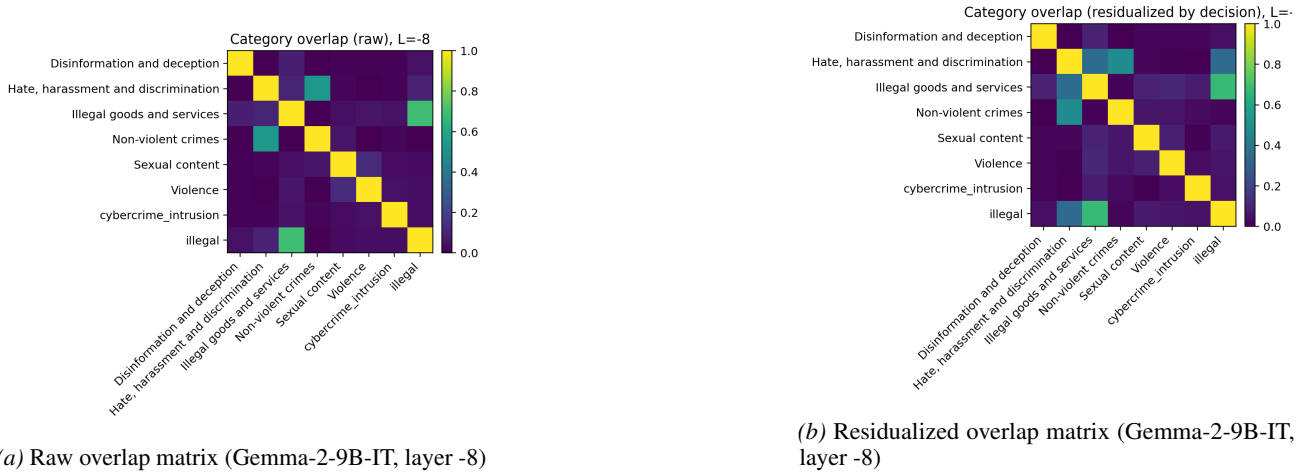 Category overlap (raw), L=-8
Disinformation and deception
Hate, harassment and discrimination
Illegal goods and services
Non-violent crimes
Sexual content
Violence
cybercrime_intrusion
illegal
1.0
0.8
0.6
0.4
0.2
0.0
Disinformation and deception
Hate, harassment and discrimination
Illegal goods and services
Non-violent crimes
Sexual content
Violence
cybercrime_intrusion
illegal
(a) Raw overlap matrix (Gemma-2-9B-IT, layer -8)
Category overlap (residualized by decision), L=-
Disinformation and deception
Hate, harassment and discrimination
Illegal goods and services
Non-violent crimes
Sexual content
Violence
cybercrime_intrusion
illegal
1.0
0.8
0.6
0.4
0.2
0.0
Disinformation and deception
Hate, harassment and discrimination
Illegal goods and services
Non-violent crimes
Sexual content
Violence
cybercrime_intrusion
illegal
(b) Residualized overlap matrix (Gemma-2-9B-IT,
layer -8)